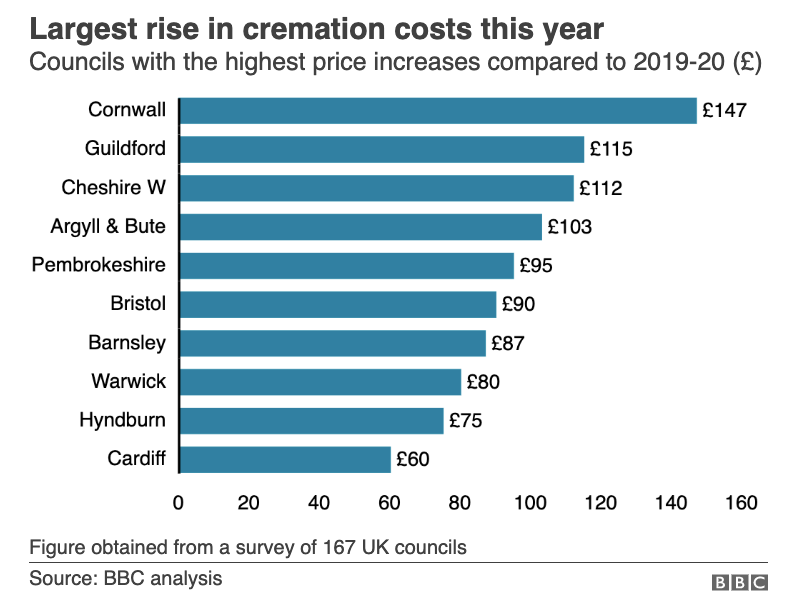 Largest rise in cremation costs this year
Councils with the highest price increases compared to 2019-20 (£)
Cornwall £147
Guildford £115
Cheshire W £112
Argyll & Bute £103
Pembrokeshire £95
Bristol £90
Barnsley £87
Warwick £80
Hyndburn £75
Cardiff £60
0 20 40 60 80 100 120 140 160
Figure obtained from a survey of 167 UK councils
Source: BBC analysis BBC